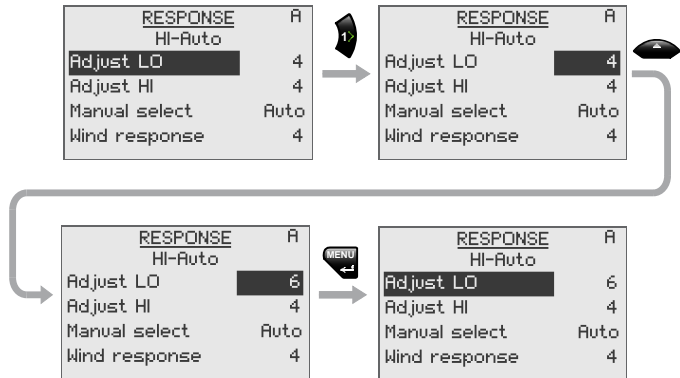 RESPONSE A
HI-Auto
Adjust LO 4
Adjust HI 4
Manual select Auto
Wind response 4
1>
RESPONSE A
HI-Auto
Adjust LO 4
Adjust HI 4
Manual select Auto
Wind response 4
RESPONSE A
HI-Auto
Adjust LO 6
Adjust HI 4
Manual select Auto
Wind response 4
MENU
RESPONSE A
HI-Auto
Adjust LO 6
Adjust HI 4
Manual select Auto
Wind response 4